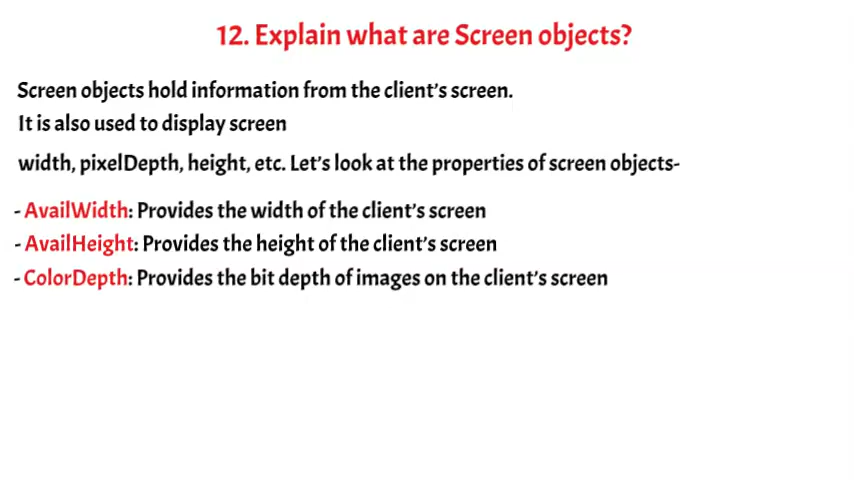 12. Explain what are Screen objects?
Screen objects hold information from the client's screen.
It is also used to display screen
width, pixelDepth, height, etc. Let's look at the properties of screen objects-
- AvailWidth: Provides the width of the client's screen
- AvailHeight: Provides the height of the client's screen
- ColorDepth: Provides the bit depth of images on the client's screen